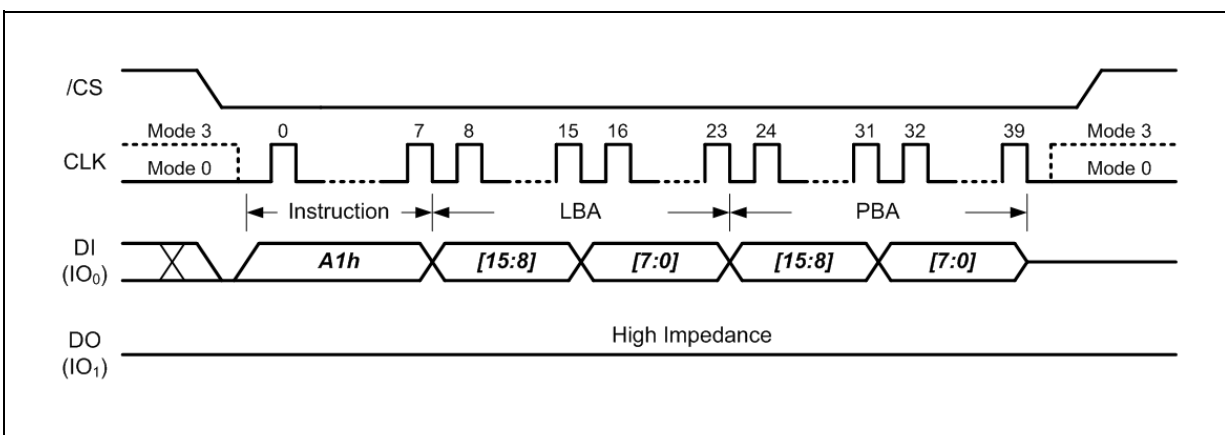 /CS
Mode 3 0 7 8 15 16 23 24 31 32 39 Mode 3
CLK
Mode 0 Mode 0
Instruction LBA PBA
DI
(IO₀)
A1h [15:8] [7:0] [15:8] [7:0]
High Impedance
DO
(IO₁)